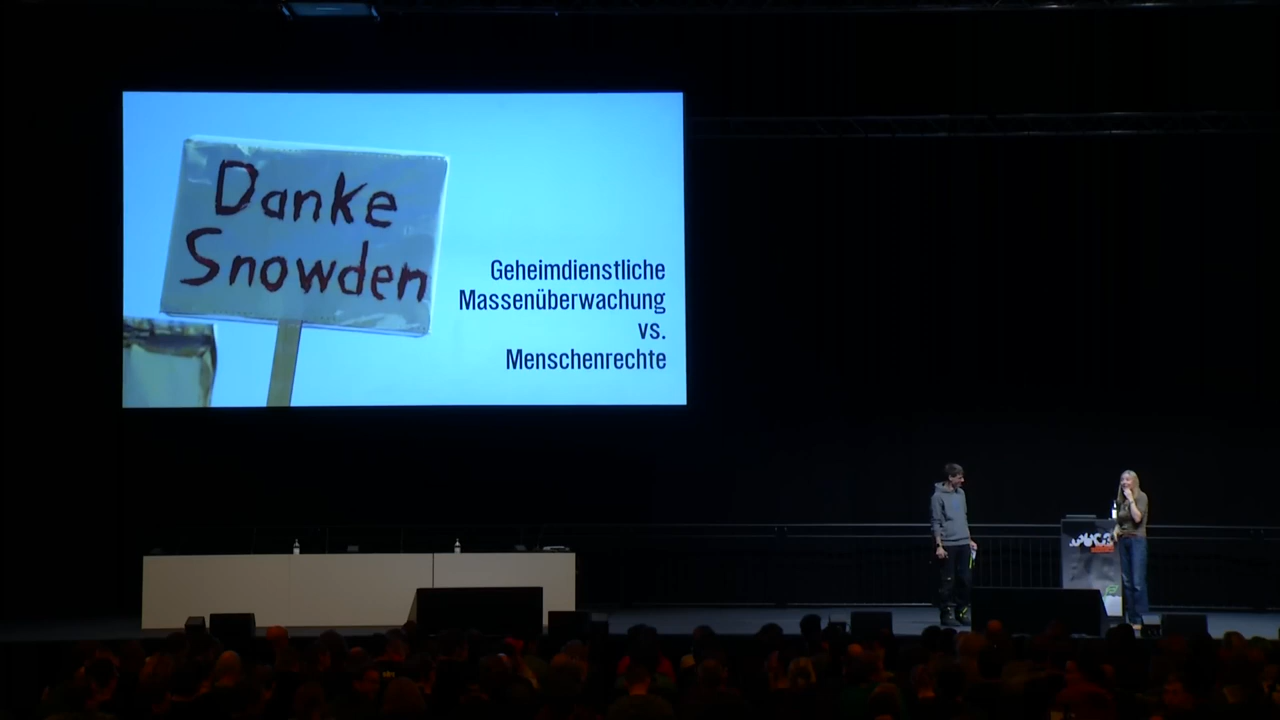 Danke
Snowden
Geheimdienstliche
Massenüberwachung
vs.
Menschenrechte